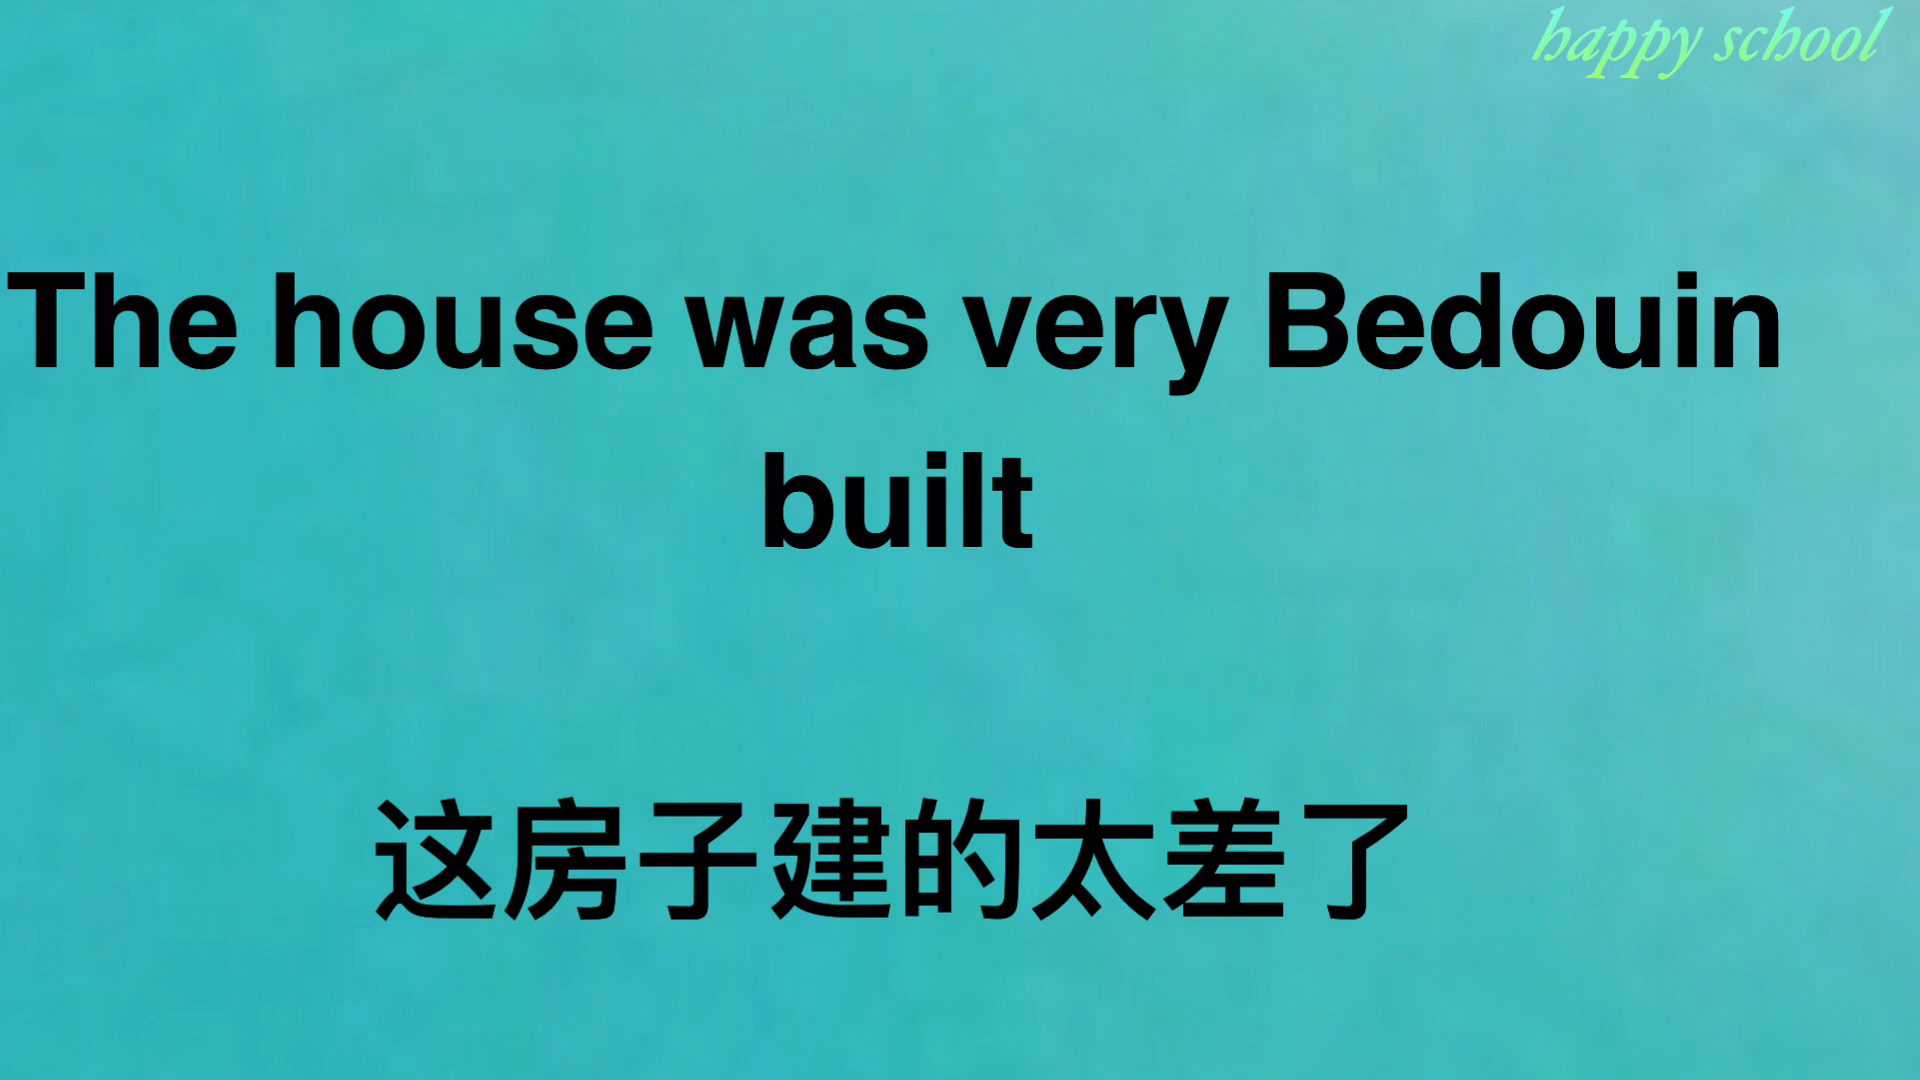 happy school
The house was very Bedouin
built
这房子建的太差了